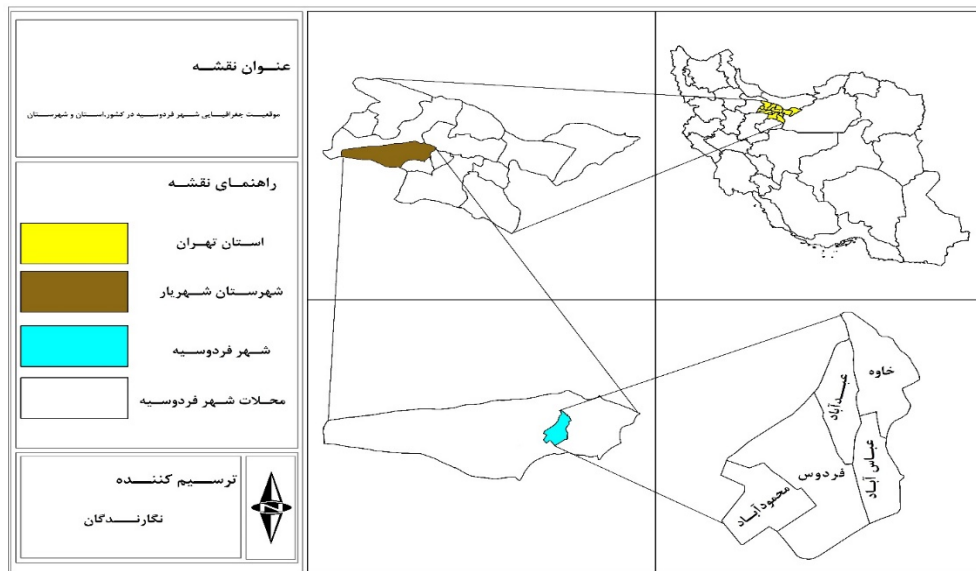 عنوان نقشه
موقعیت جغرافیایی شهر فردوسیه در کشور،استان و شهرستان
راهنمای نقشه
استان تهران
شهرستان شهریار
شهر فردوسیه
محلات شهر فردوسیه
ترسیم کننده
نگارندگان
N
خاوه
عبدآباد
عباس آباد
فردوس
محمودآباد